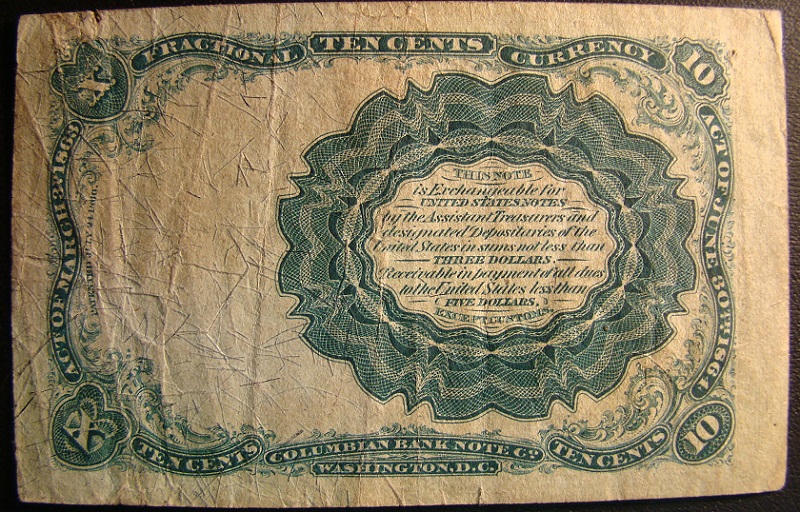 FRACTIONAL TEN CENTS CURRENCY
X
10
ACT OF MARCH 3D 1863
ACT OF JUNE 30TH 1864
THIS NOTE
is Exchangeable for
UNITED STATES NOTES
by the Assistant Treasurers and
designated Depositaries of the
United States in sums not less than
THREE DOLLARS.
Receivable in payment of all dues
to the United States less than
FIVE DOLLARS,
EXCEPT CUSTOMS.
X
10
TEN CENTS COLUMBIAN BANK NOTE CO. TEN CENTS
WASHINGTON, D.C.